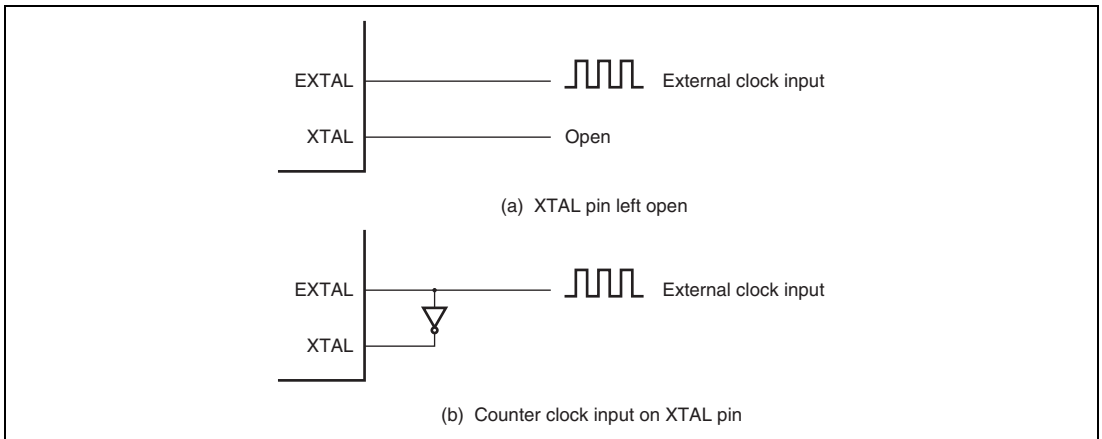 EXTAL
External clock input
XTAL
Open
(a) XTAL pin left open
EXTAL
External clock input
XTAL
(b) Counter clock input on XTAL pin